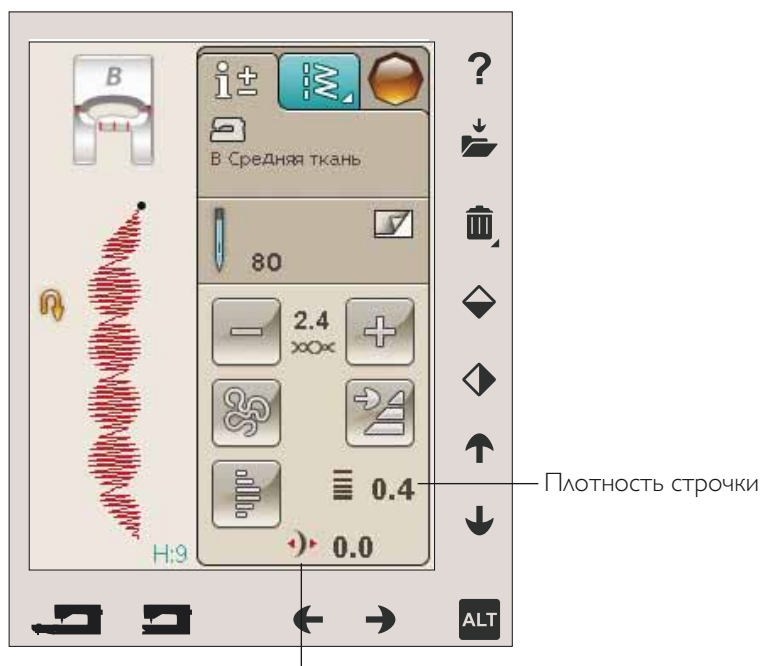 B
i±
?
B Средняя ткань
80
2.4
0.4
Плотность строчки
0.0
H:9
ALT